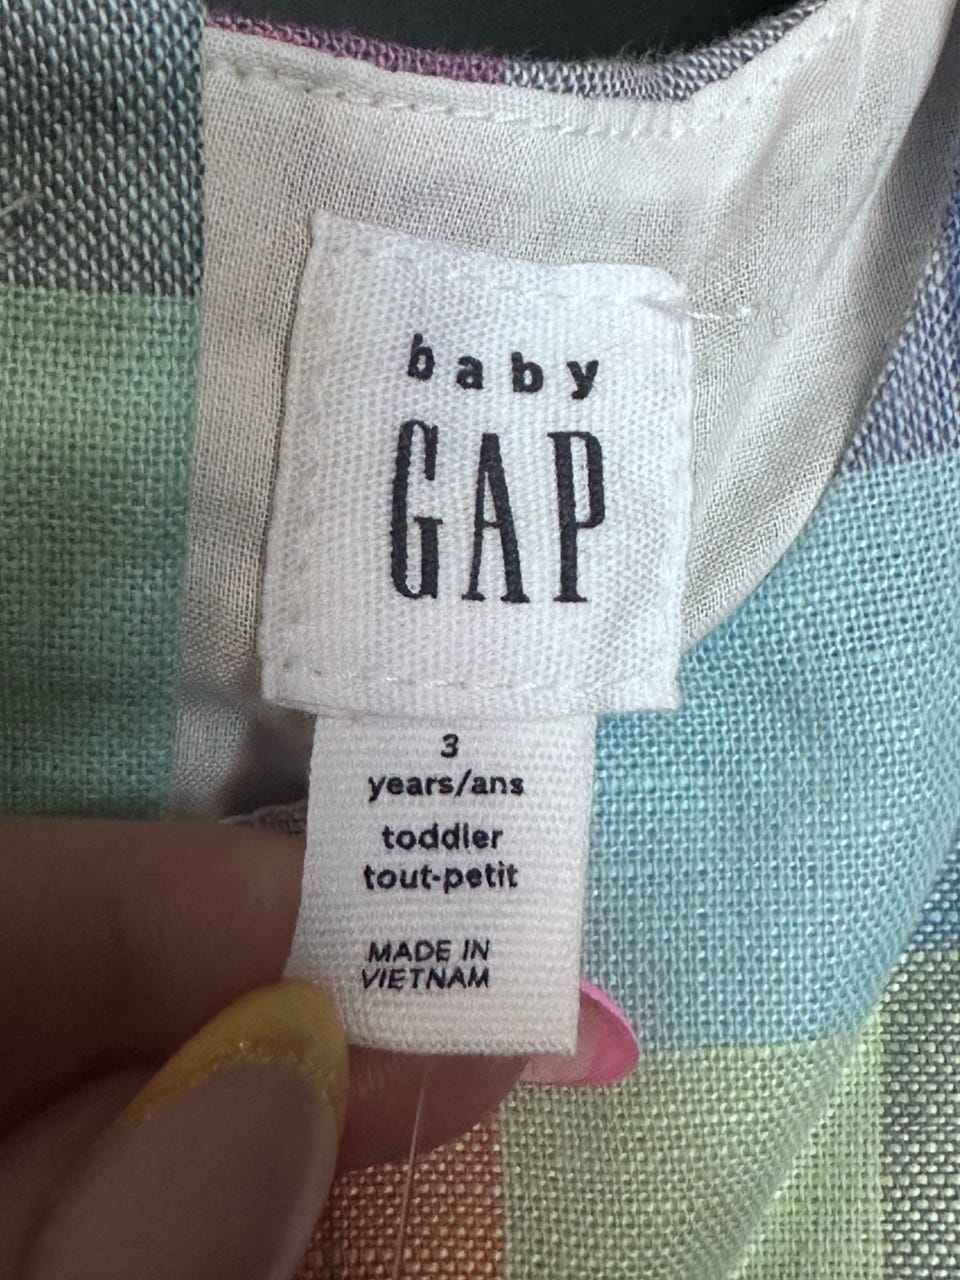 baby
GAP
3
years/ans
toddler
tout-petit
MADE IN
VIETNAM